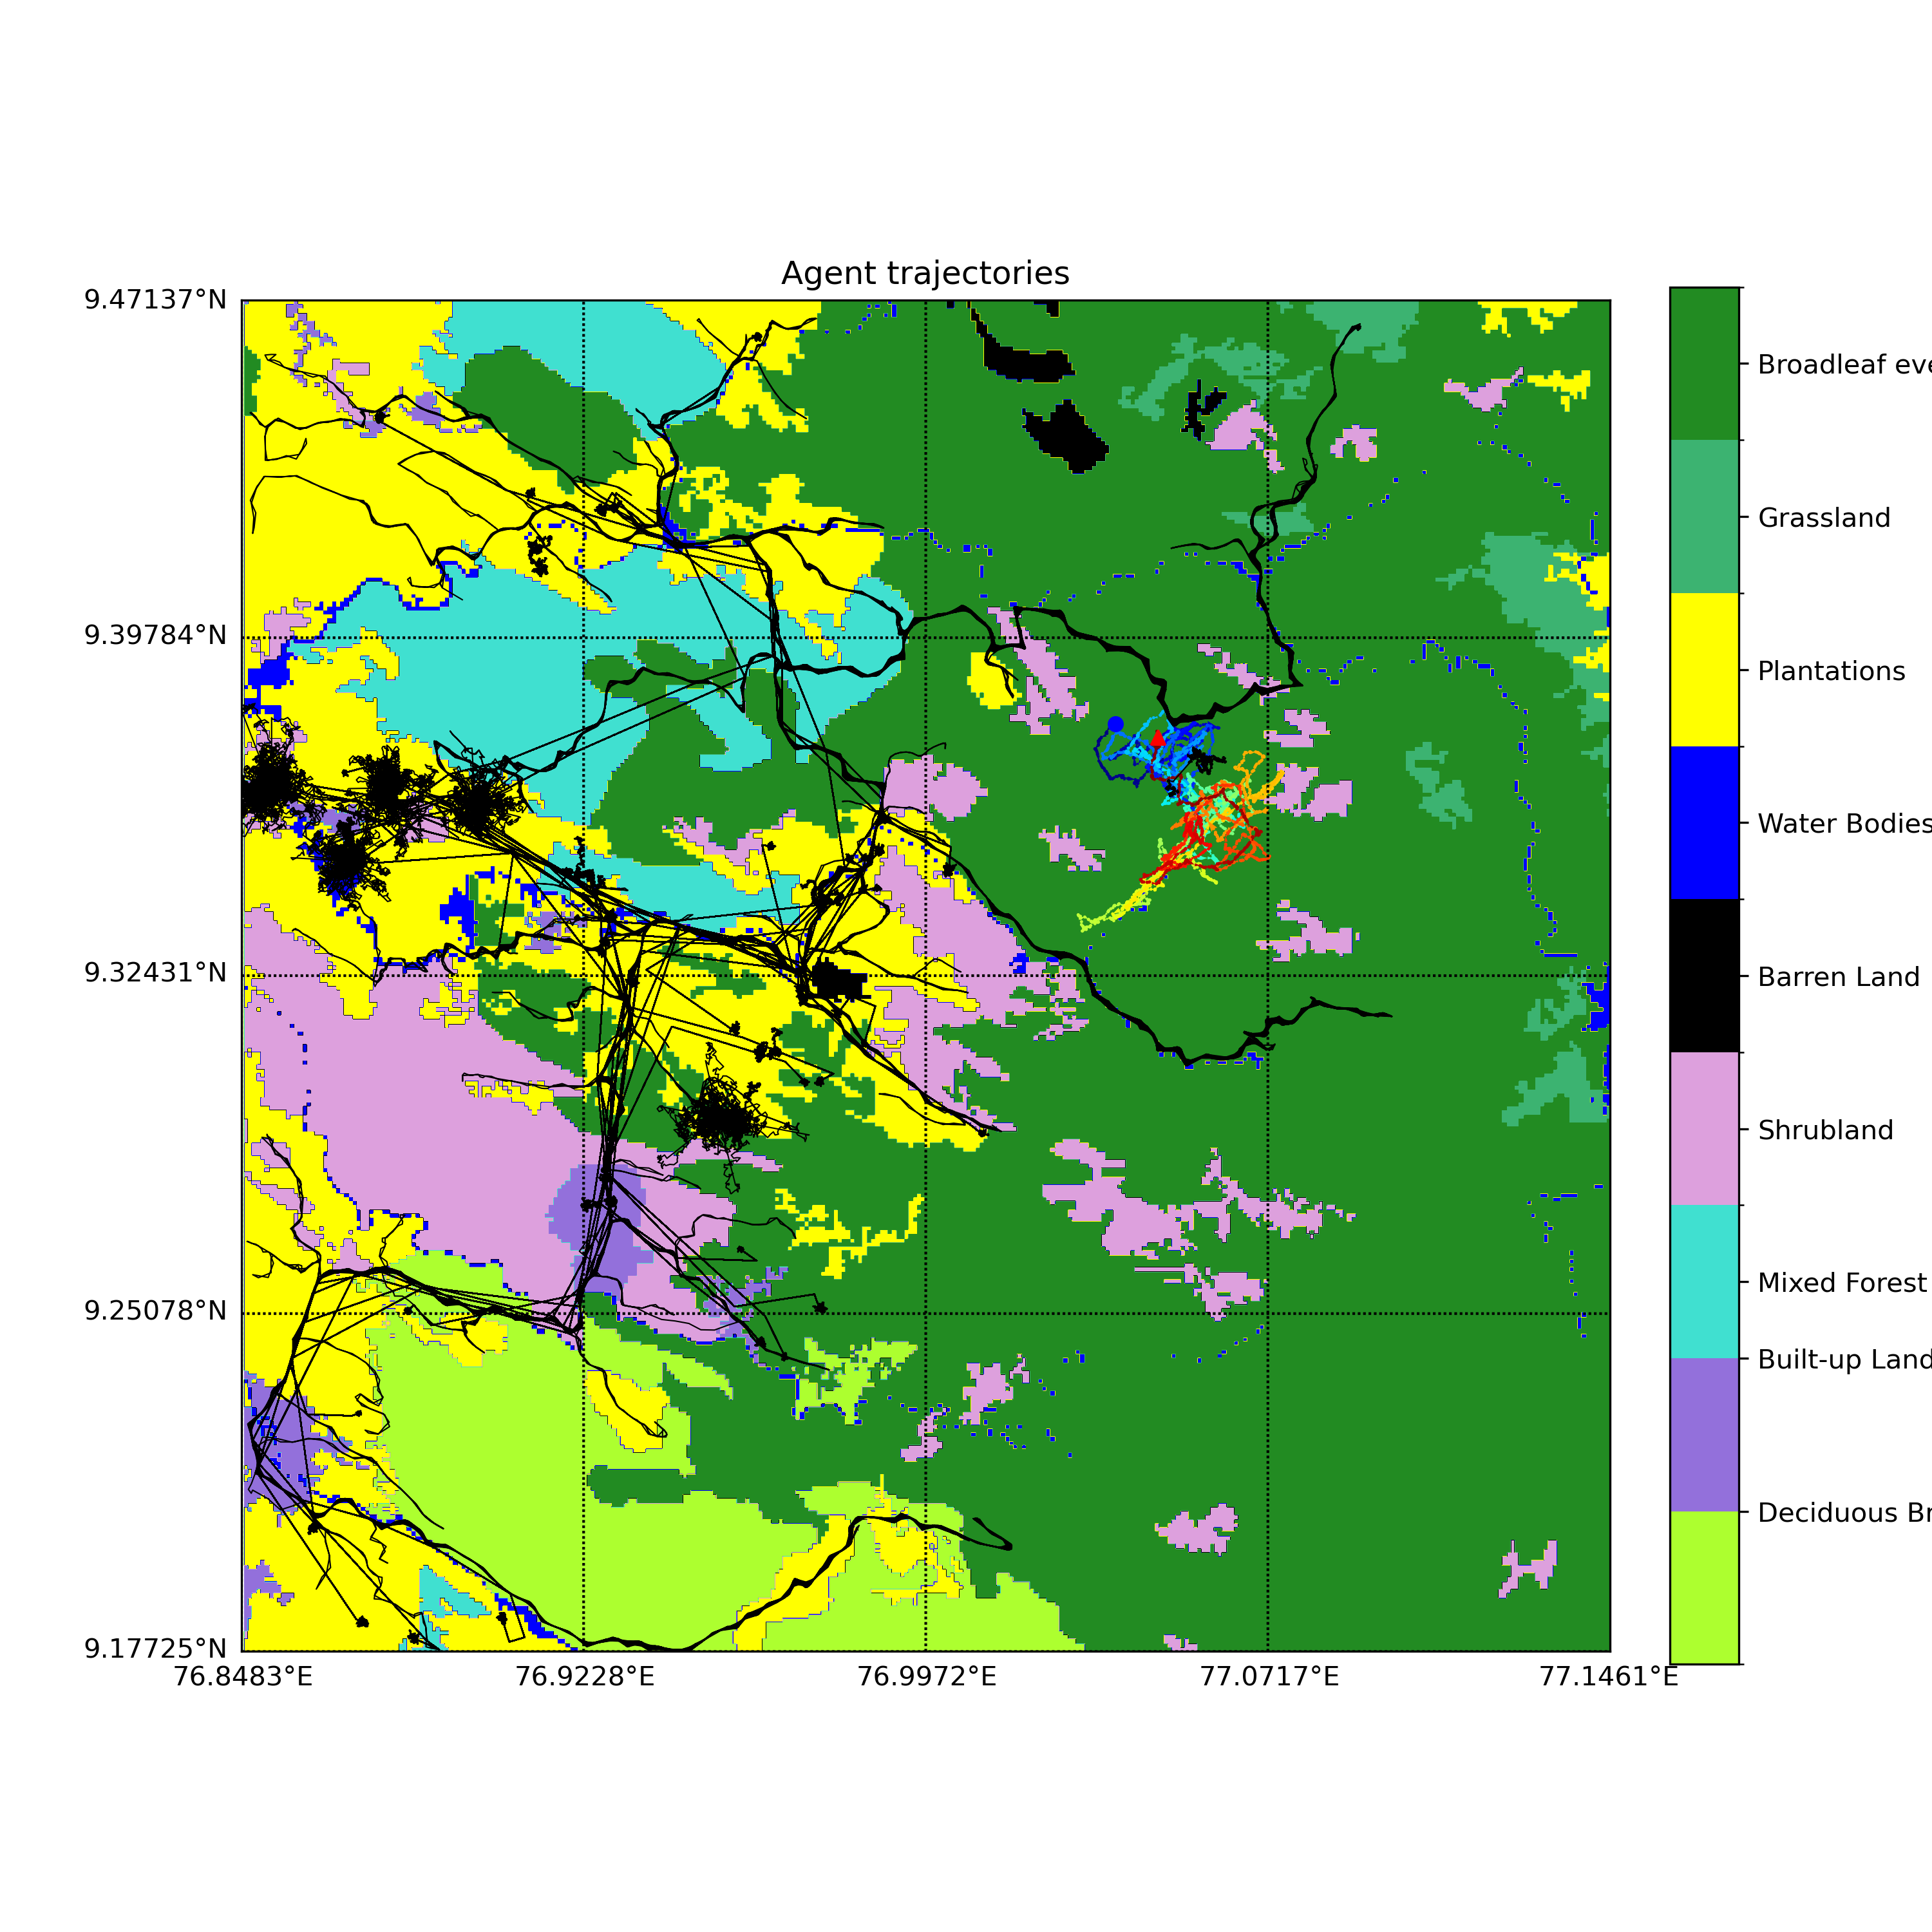 Agent trajectories
9.47137°N
9.39784°N
9.32431°N
9.25078°N
9.17725°N
76.8483°E
76.9228°E
76.9972°E
77.0717°E
77.1461°E
Broadleaf eve
Grassland
Plantations
Water Bodies
Barren Land
Shrubland
Mixed Forest
Built-up Land
Deciduous Br